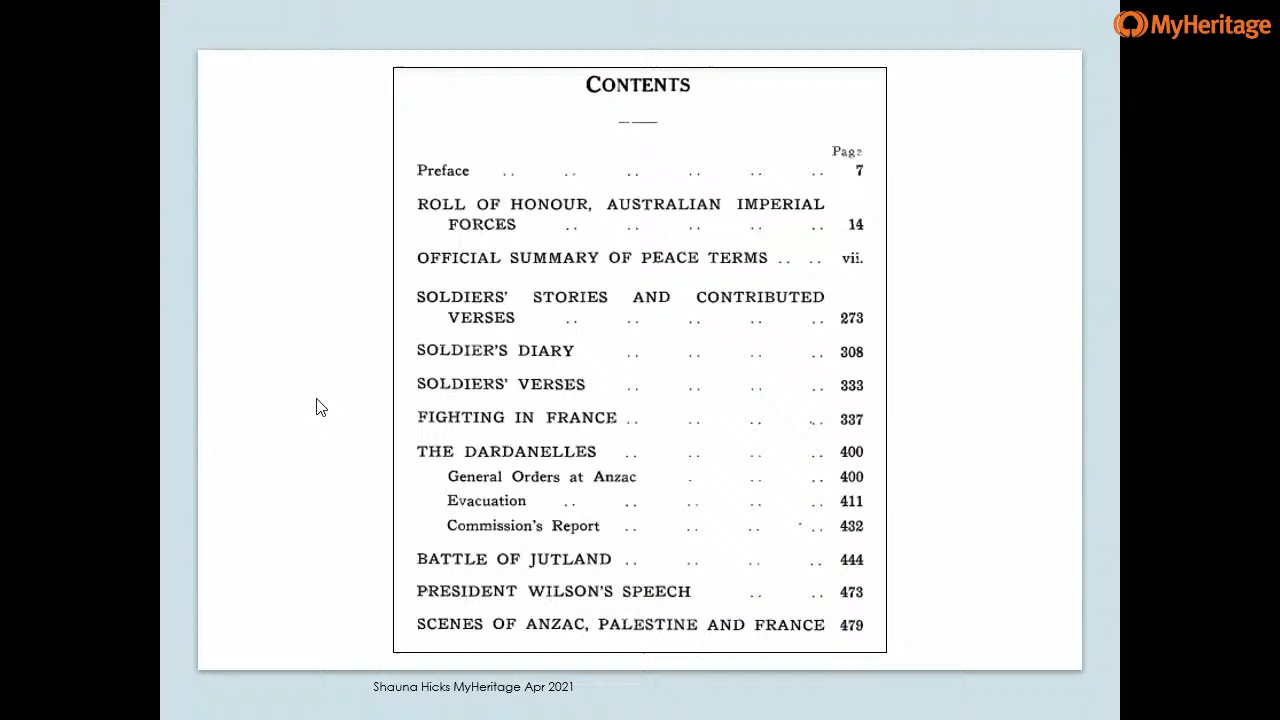 MyHeritage
CONTENTS
Page
Preface .. .. .. .. .. .. 7
ROLL OF HONOUR, AUSTRALIAN IMPERIAL
FORCES .. .. .. .. .. 14
OFFICIAL SUMMARY OF PEACE TERMS .. .. vii.
SOLDIERS' STORIES AND CONTRIBUTED
VERSES .. .. .. .. .. 273
SOLDIER'S DIARY .. .. .. .. 308
SOLDIERS' VERSES .. .. .. .. 333
FIGHTING IN FRANCE .. .. .. .. 337
THE DARDANELLES .. .. .. .. 400
General Orders at Anzac . .. .. 400
Evacuation .. .. .. .. .. 411
Commission's Report .. .. .. .. 432
BATTLE OF JUTLAND .. .. .. .. 444
PRESIDENT WILSON'S SPEECH .. .. 473
SCENES OF ANZAC, PALESTINE AND FRANCE 479
Shauna Hicks MyHeritage Apr 2021